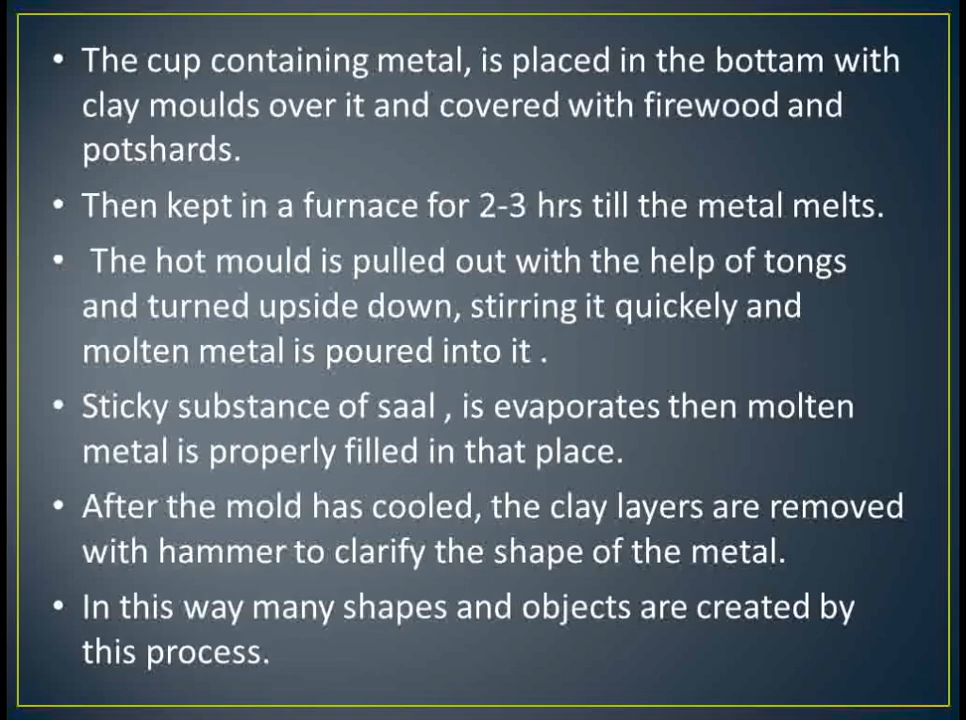 • The cup containing metal, is placed in the bottam with
clay moulds over it and covered with firewood and
potshards.
• Then kept in a furnace for 2-3 hrs till the metal melts.
• The hot mould is pulled out with the help of tongs
and turned upside down, stirring it quickely and
molten metal is poured into it .
• Sticky substance of saal , is evaporates then molten
metal is properly filled in that place.
• After the mold has cooled, the clay layers are removed
with hammer to clarify the shape of the metal.
• In this way many shapes and objects are created by
this process.